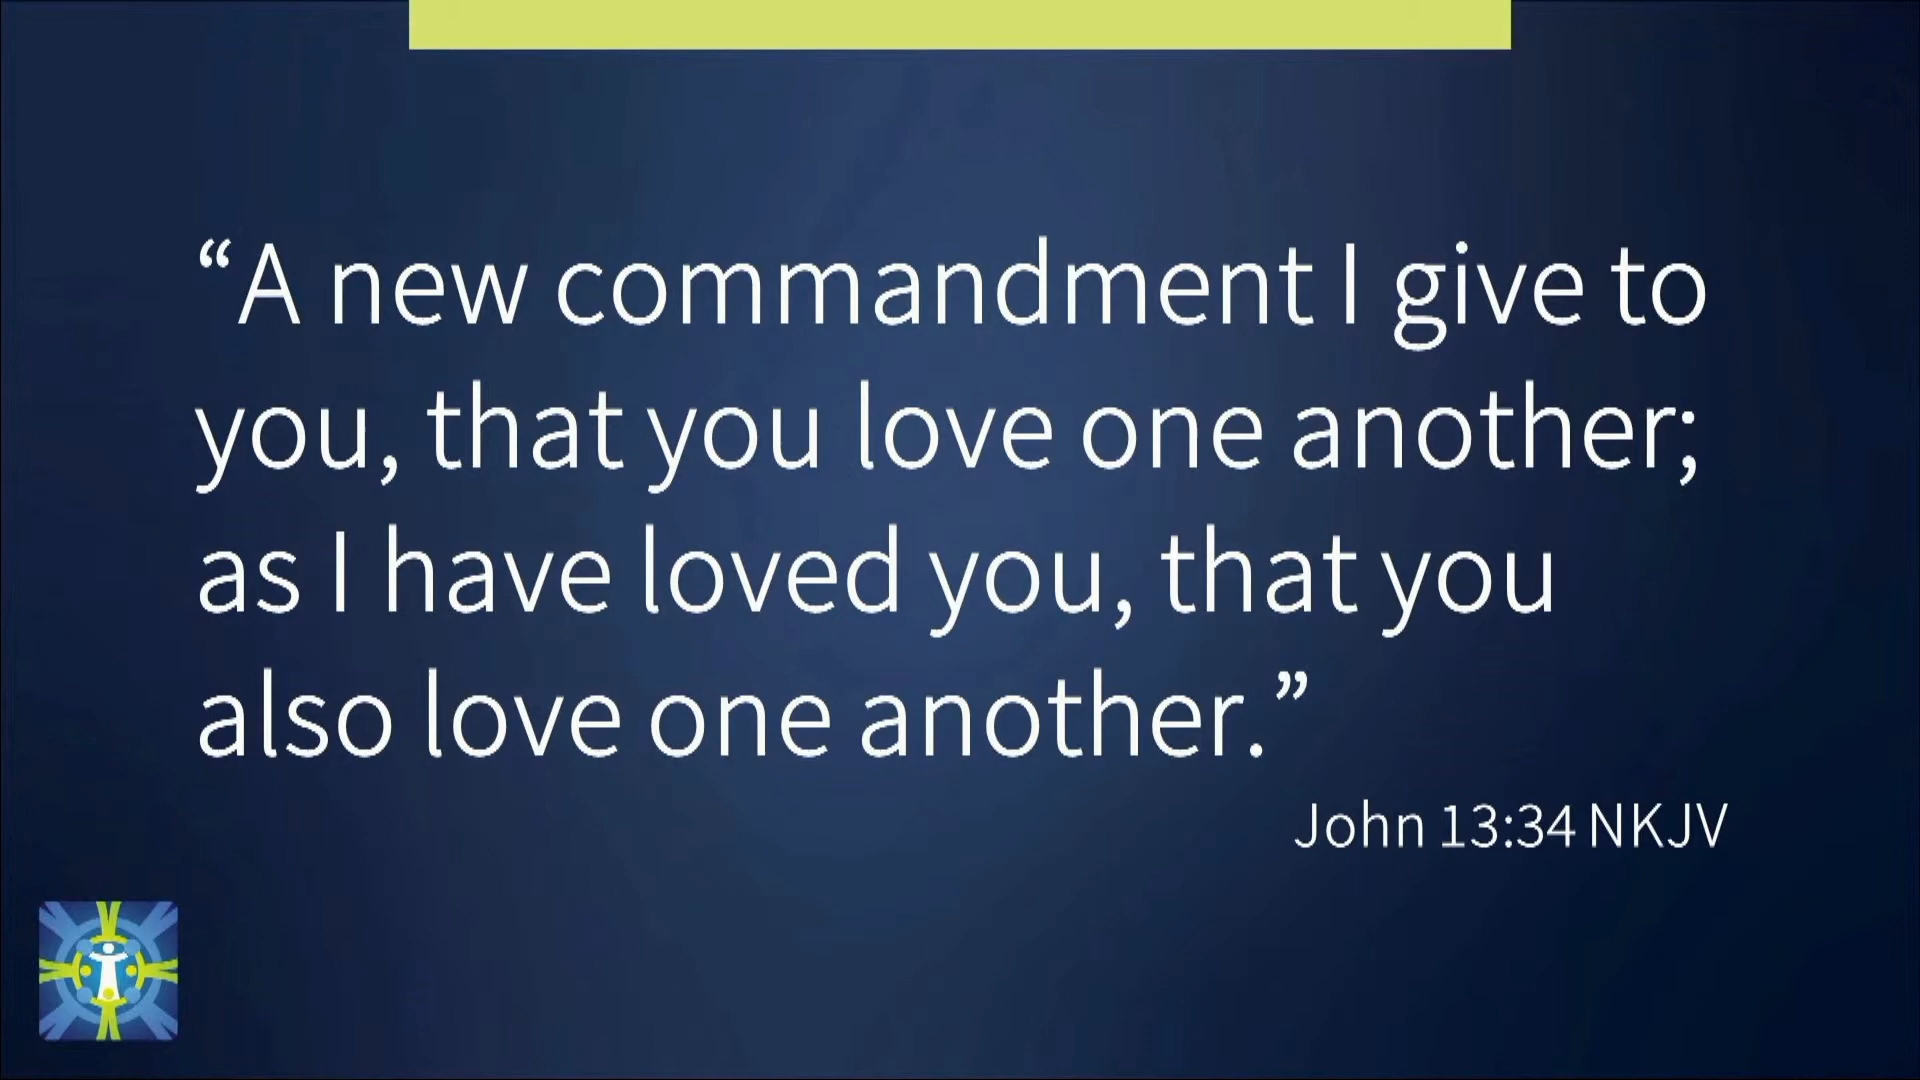 “A new commandment I give to
you, that you love one another;
as I have loved you, that you
also love one another.”
John 13:34 NKJV